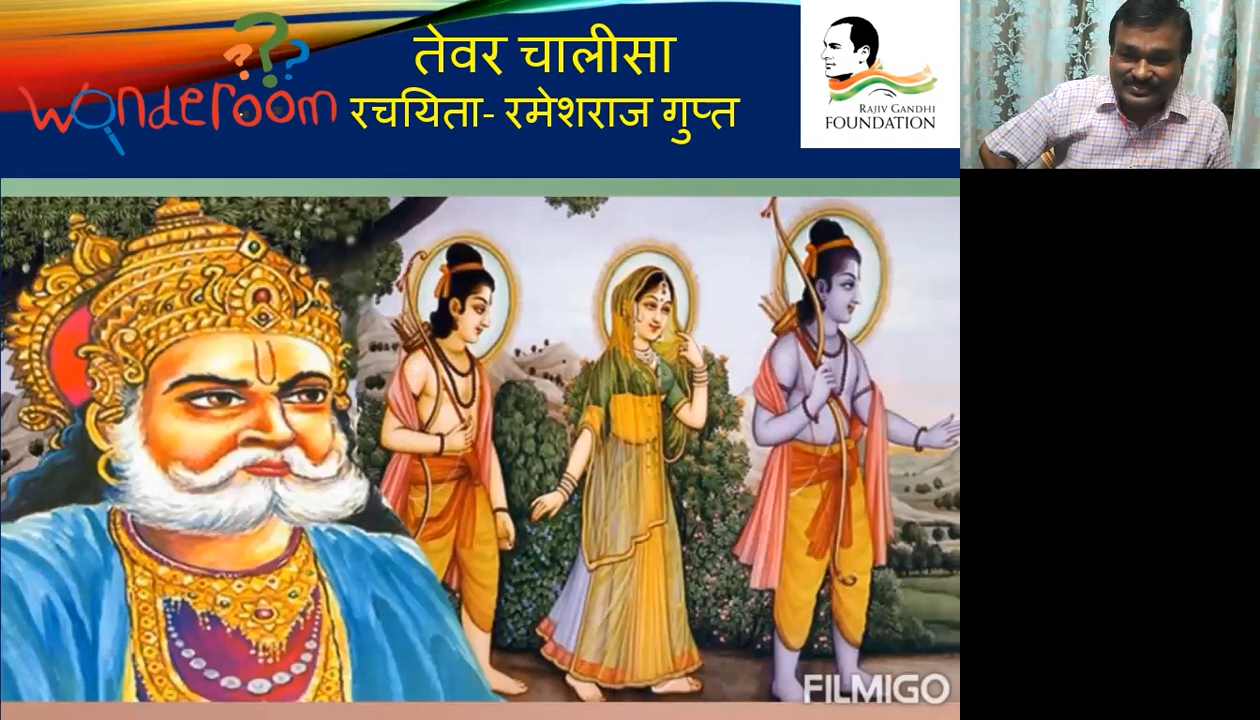 ???
wonderoom
तेवर चालीसा
रचयिता- रमेशराज गुप्त
RAJIV GANDHI
FOUNDATION
FILMIGO